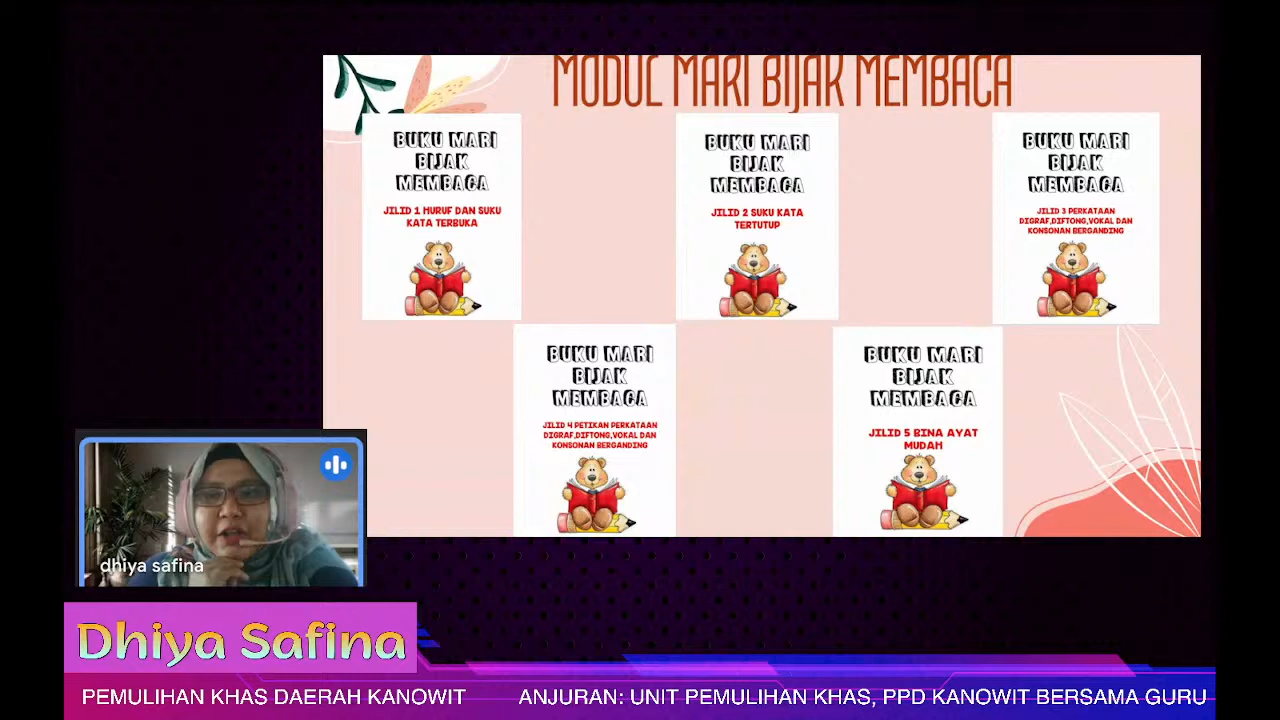 MODUL MARI BIJAK MEMBACA
BUKU MARI
BIJAK
MEMBACA
JILID 1 HURUF DAN SUKU
KATA TERBUKA
BUKU MARI
BIJAK
MEMBACA
JILID 2 SUKU KATA
TERTUTUP
BUKU MARI
BIJAK
MEMBACA
JILID 3 PERKATAAN
DIGRAF,DIFTONG,VOKAL DAN
KONSONAN BERGANDING
BUKU MARI
BIJAK
MEMBACA
JILID 4 PETIKAN PERKATAAN
DIGRAF,DIFTONG,VOKAL DAN
KONSONAN BERGANDING
BUKU MARI
BIJAK
MEMBACA
JILID 5 BINA AYAT
MUDAH
dhiya safina
Dhiya Safina
PEMULIHAN KHAS DAERAH KANOWIT ANJURAN: UNIT PEMULIHAN KHAS, PPD KANOWIT BERSAMA GURU